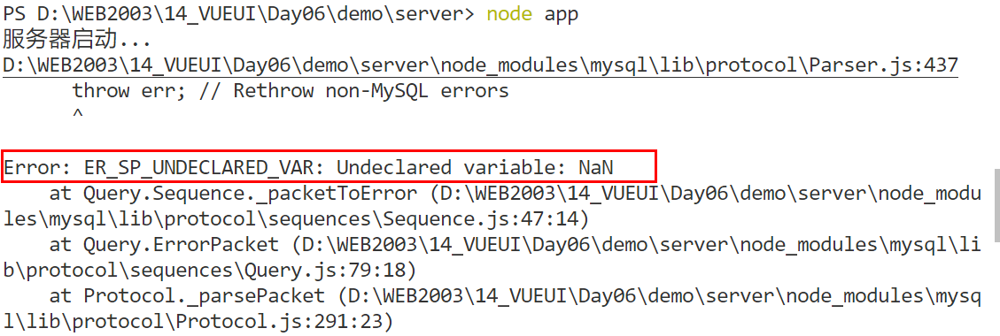 PS D:\WEB2003\14_VUEUI\Day06\demo\server> node app
服务器启动...
D:\WEB2003\14_VUEUI\Day06\demo\server\node_modules\mysql\lib\protocol\Parser.js:437
      throw err; // Rethrow non-MySQL errors
      ^
Error: ER_SP_UNDECLARED_VAR: Undeclared variable: NaN
    at Query.Sequence._packetToError (D:\WEB2003\14_VUEUI\Day06\demo\server\node_modu
les\mysql\lib\protocol\sequences\Sequence.js:47:14)
    at Query.ErrorPacket (D:\WEB2003\14_VUEUI\Day06\demo\server\node_modules\mysql\li
b\protocol\sequences\Query.js:79:18)
    at Protocol._parsePacket (D:\WEB2003\14_VUEUI\Day06\demo\server\node_modules\mysq
l\lib\protocol\Protocol.js:291:23)